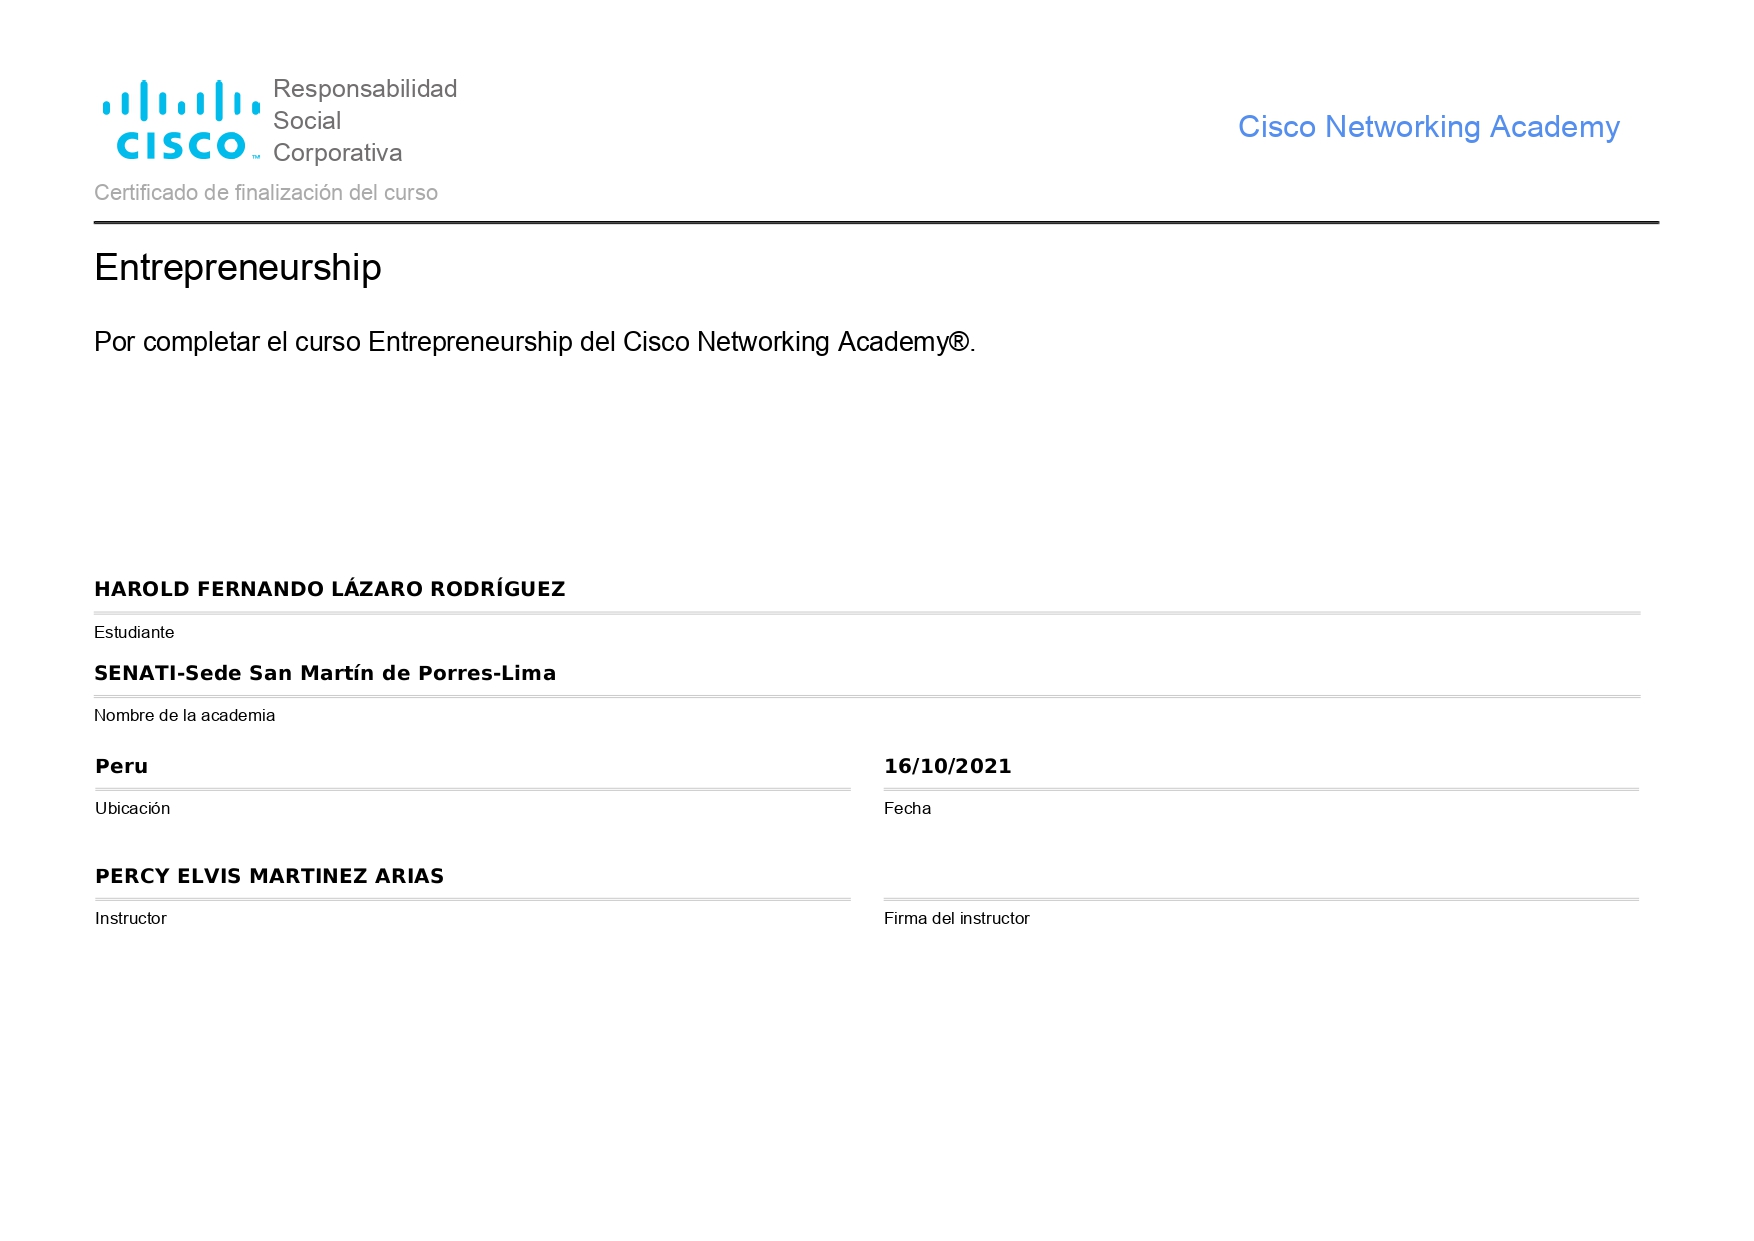 Responsabilidad
Social
Corporativa
CISCO™
Cisco Networking Academy
Certificado de finalización del curso
Entrepreneurship
Por completar el curso Entrepreneurship del Cisco Networking Academy®.
HAROLD FERNANDO LÁZARO RODRÍGUEZ
Estudiante
SENATI-Sede San Martín de Porres-Lima
Nombre de la academia
Peru
16/10/2021
Ubicación
Fecha
PERCY ELVIS MARTINEZ ARIAS
Instructor
Firma del instructor